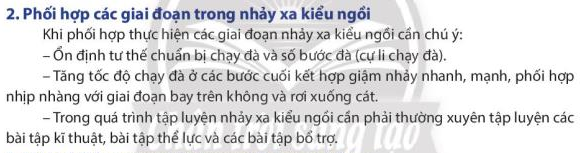 2. Phối hợp các giai đoạn trong nhảy xa kiểu ngồi
Khi phối hợp thực hiện các giai đoạn nhảy xa kiểu ngồi cần chú ý:
– Ổn định tư thế chuẩn bị chạy đà và số bước đà (cự li chạy đà).
– Tăng tốc độ chạy đà ở các bước cuối kết hợp giậm nhảy nhanh, mạnh, phối hợp
nhịp nhàng với giai đoạn bay trên không và rơi xuống cát.
– Trong quá trình tập luyện nhảy xa kiểu ngồi cần phải thường xuyên tập luyện các
bài tập kĩ thuật, bài tập thể lực và các bài tập bổ trợ.